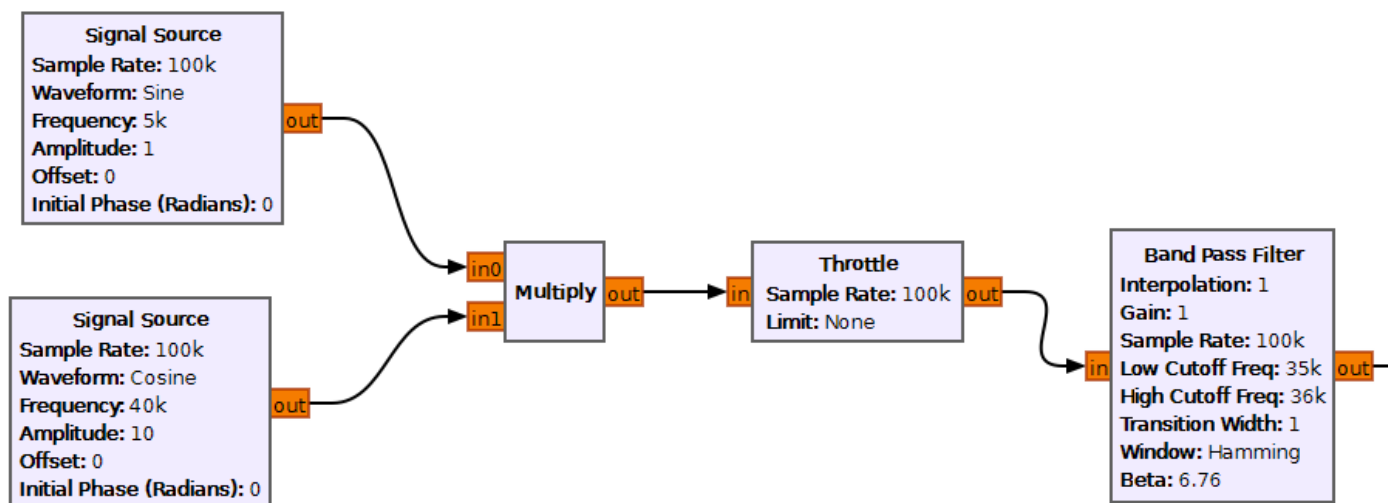 Signal Source
Sample Rate: 100k
Waveform: Sine
Frequency: 5k
Amplitude: 1
Offset: 0
Initial Phase (Radians): 0
out
Signal Source
Sample Rate: 100k
Waveform: Cosine
Frequency: 40k
Amplitude: 10
Offset: 0
Initial Phase (Radians): 0
out
in0
in1
Multiply
out
in
Throttle
Sample Rate: 100k
Limit: None
out
in
Band Pass Filter
Interpolation: 1
Gain: 1
Sample Rate: 100k
Low Cutoff Freq: 35k
High Cutoff Freq: 36k
Transition Width: 1
Window: Hamming
Beta: 6.76
out